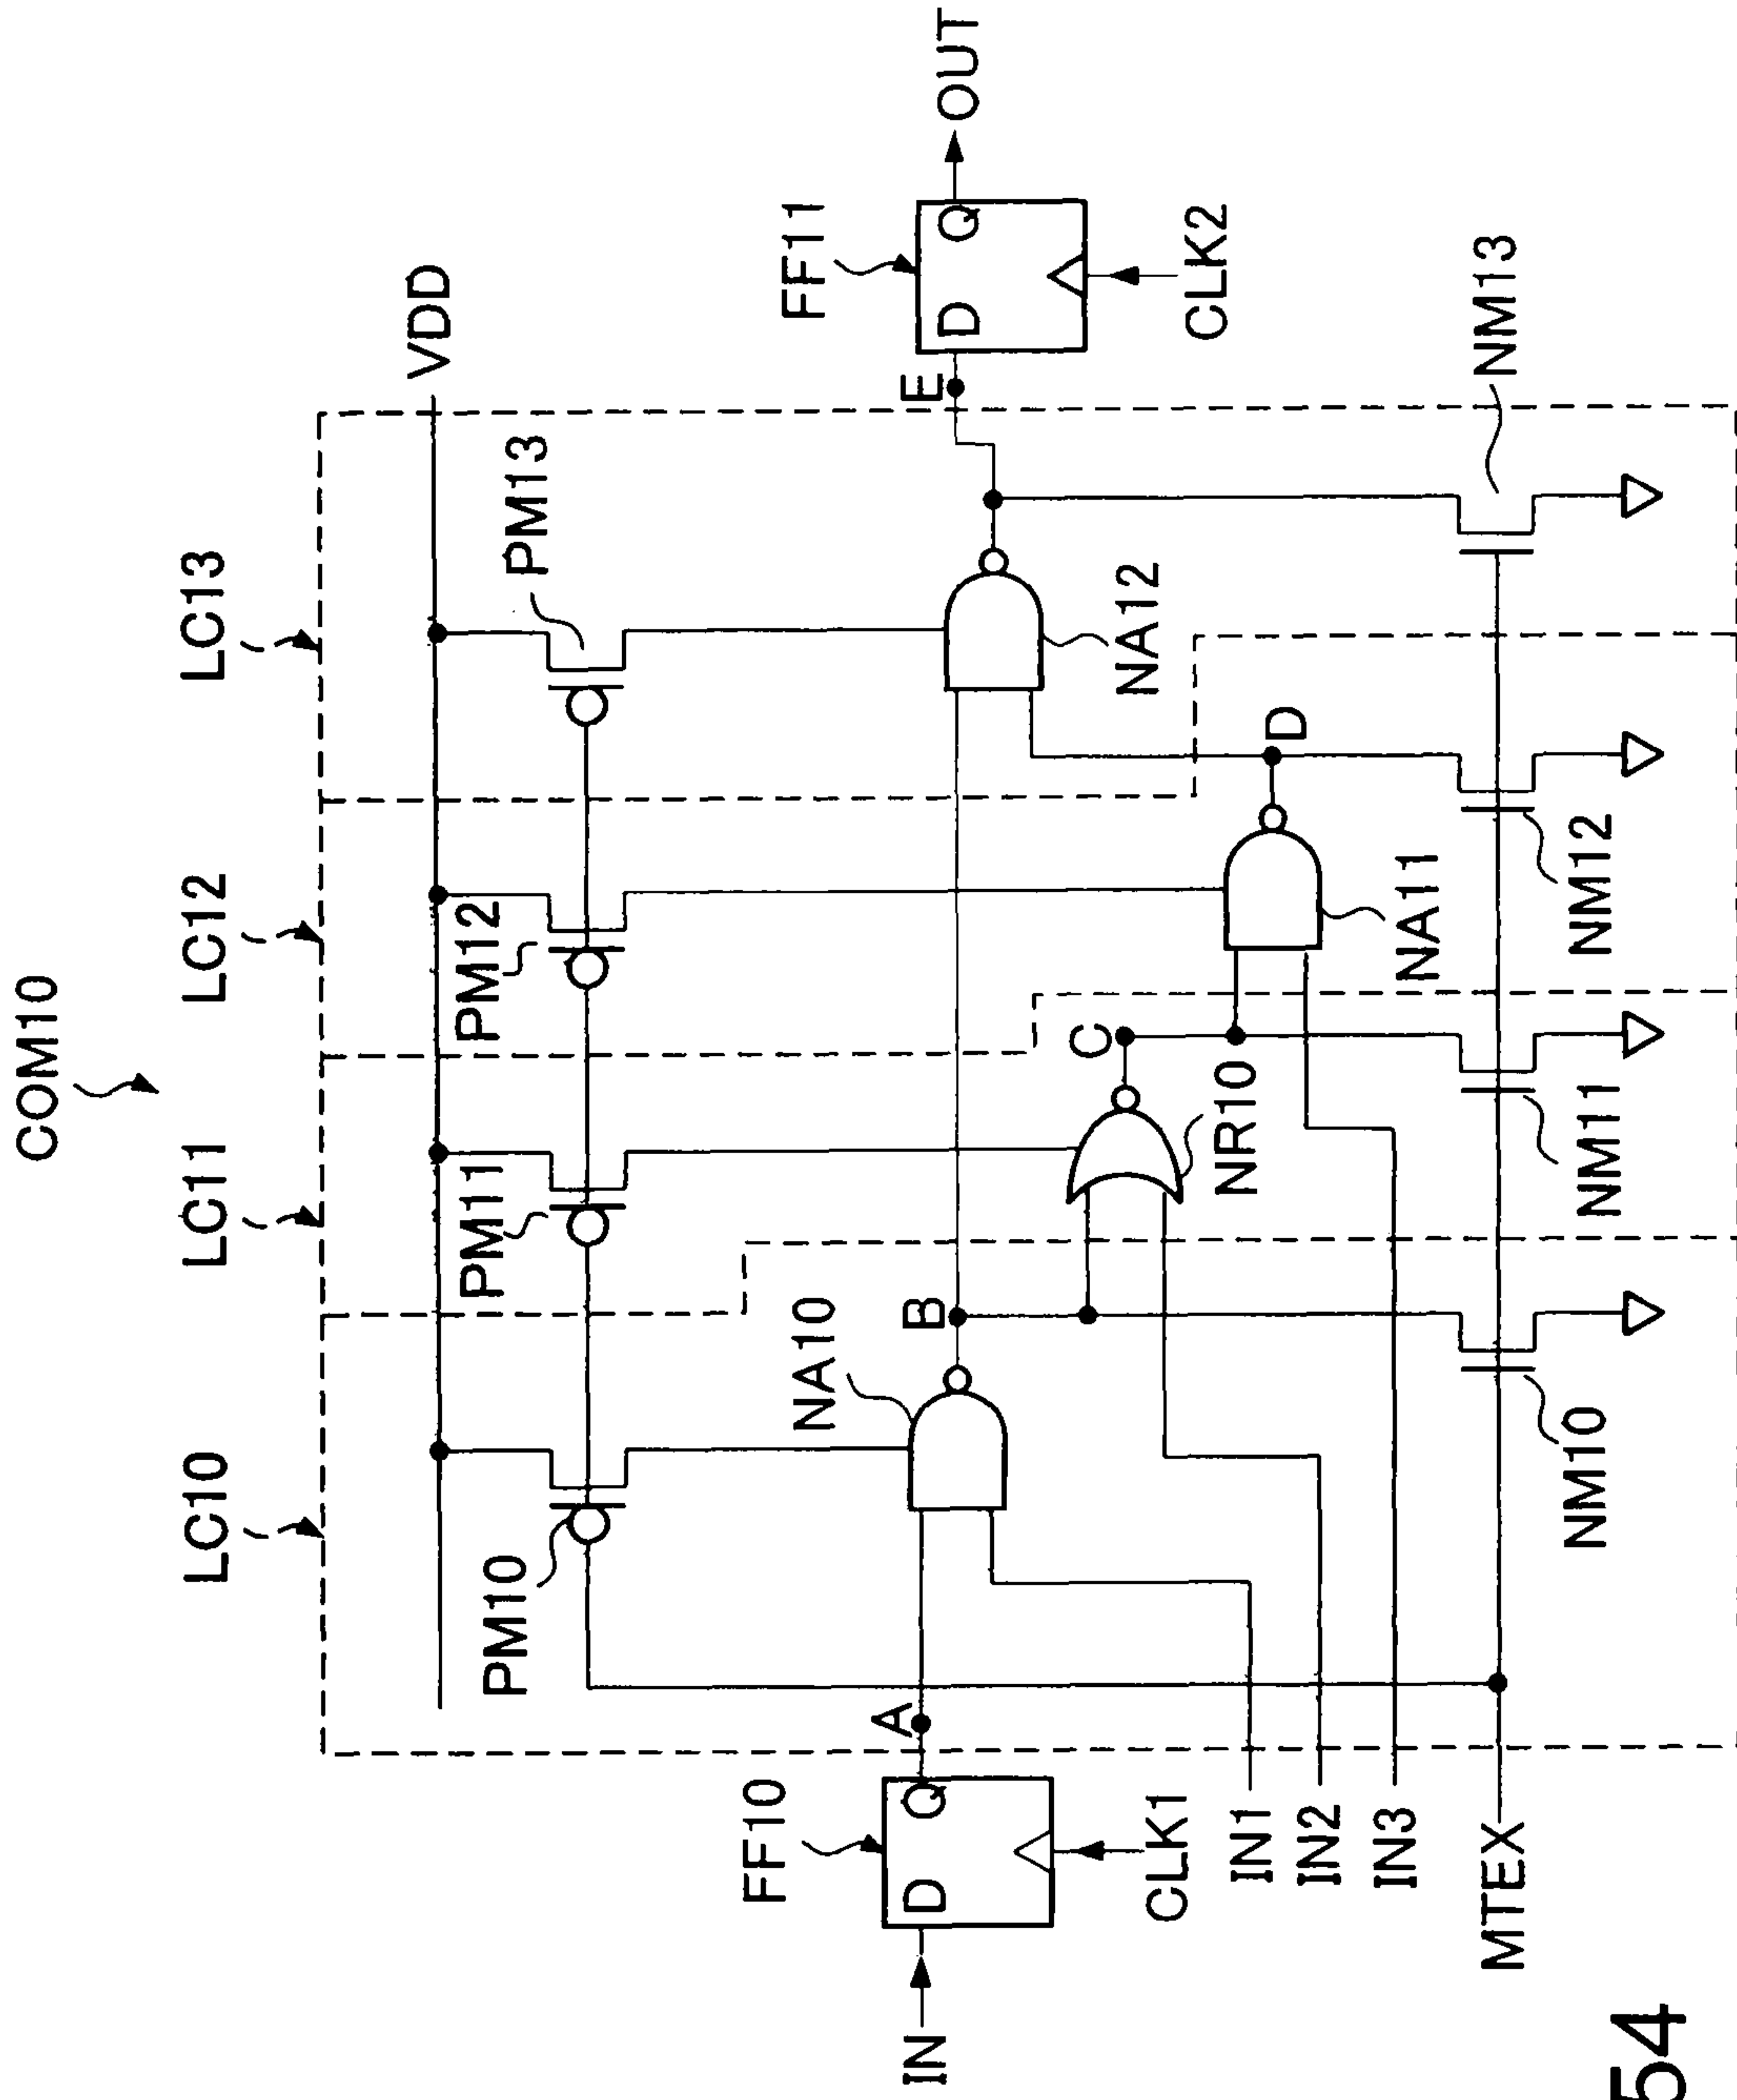 COM10
LC10
LC11
LC12
LC13
VDD
PM10
PM11
PM12
PM13
NA10
B
FF10
FF11
A
E
IN
D
Q
D
Q
OUT
CLK1
CLK2
C
NR10
NA12
D
NA11
IN1
IN2
IN3
MTEX
NM10
NM11
NM12
NM13
54